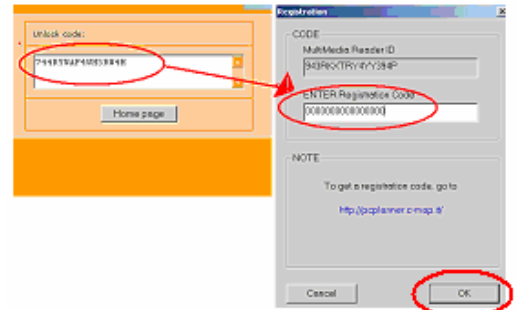 Unlock code:
Home page
Registration
CODE
MultiMedia Reader ID
ENTER Registration Code
NOTE
To get a registration code, go to
http://pcplanner.c-map.it/
Cancel
OK